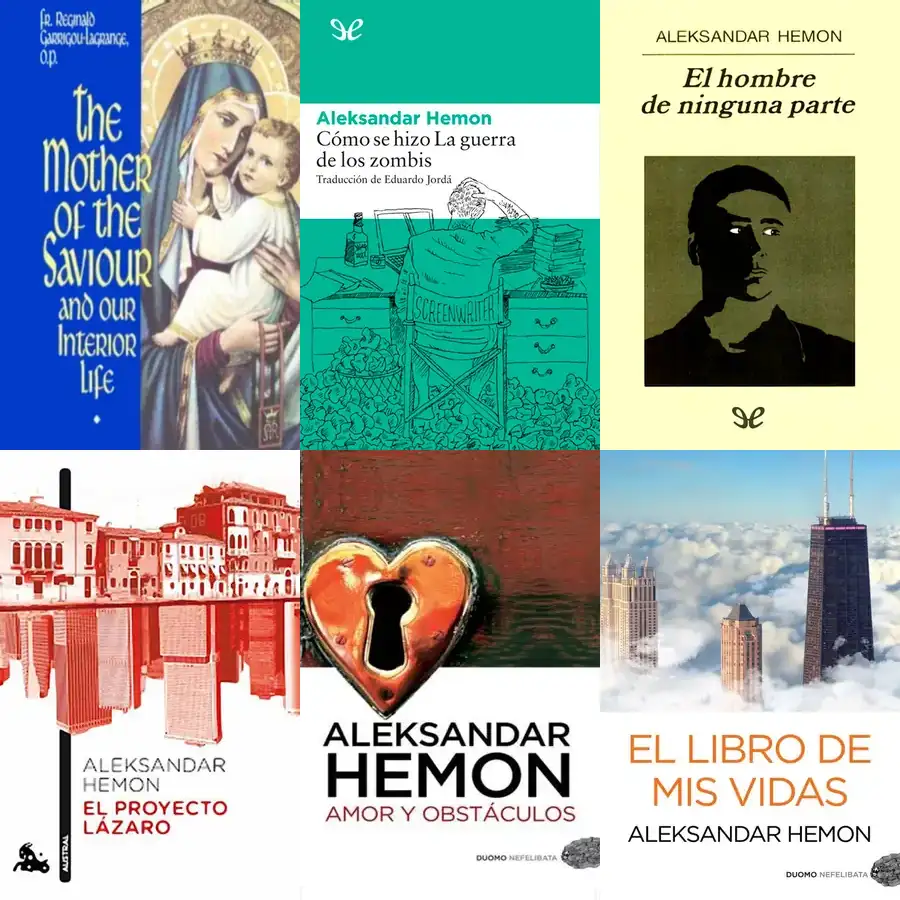 Fr. Reginald
Garrigou-Lagrange,
O.P.
the
Mother
of the
Saviour
and our
Interior
Life
Aleksandar Hemon
Cómo se hizo La guerra
de los zombis
Traducción de Eduardo Jordá
SCREENWRITER
ALEKSANDAR HEMON
El hombre
de ninguna parte
ALEKSANDAR
HEMON
EL PROYECTO
LÁZARO
AUSTRAL
ALEKSANDAR
HEMON
AMOR Y OBSTÁCULOS
DUOMO NEFELIBATA
EL LIBRO DE
MIS VIDAS
ALEKSANDAR HEMON
DUOMO NEFELIBATA